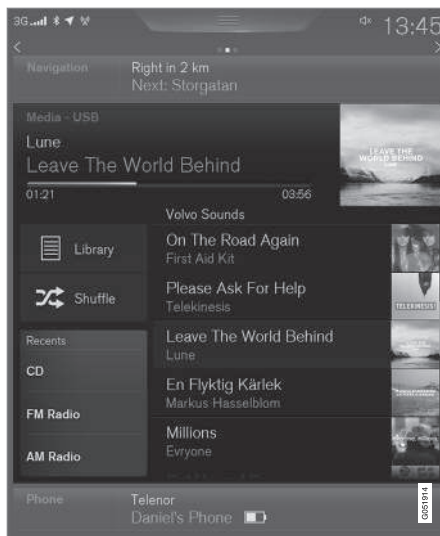 3G 13:45
Navigation
Right in 2 km
Next: Storgatan
Media - USB
Lune
Leave The World Behind
01:21 03:56
LEAVE THE
WORLD BEHIND
LUNE
Volvo Sounds
Library
Shuffle
On The Road Again
First Aid Kit
Please Ask For Help
Telekinesis
TELEKINESIS!
Leave The World Behind
Lune
En Flyktig Kärlek
Markus Hasselblom
Millions
Evryone
Recents
CD
FM Radio
AM Radio
Phone
Telenor
Daniel's Phone
G051914